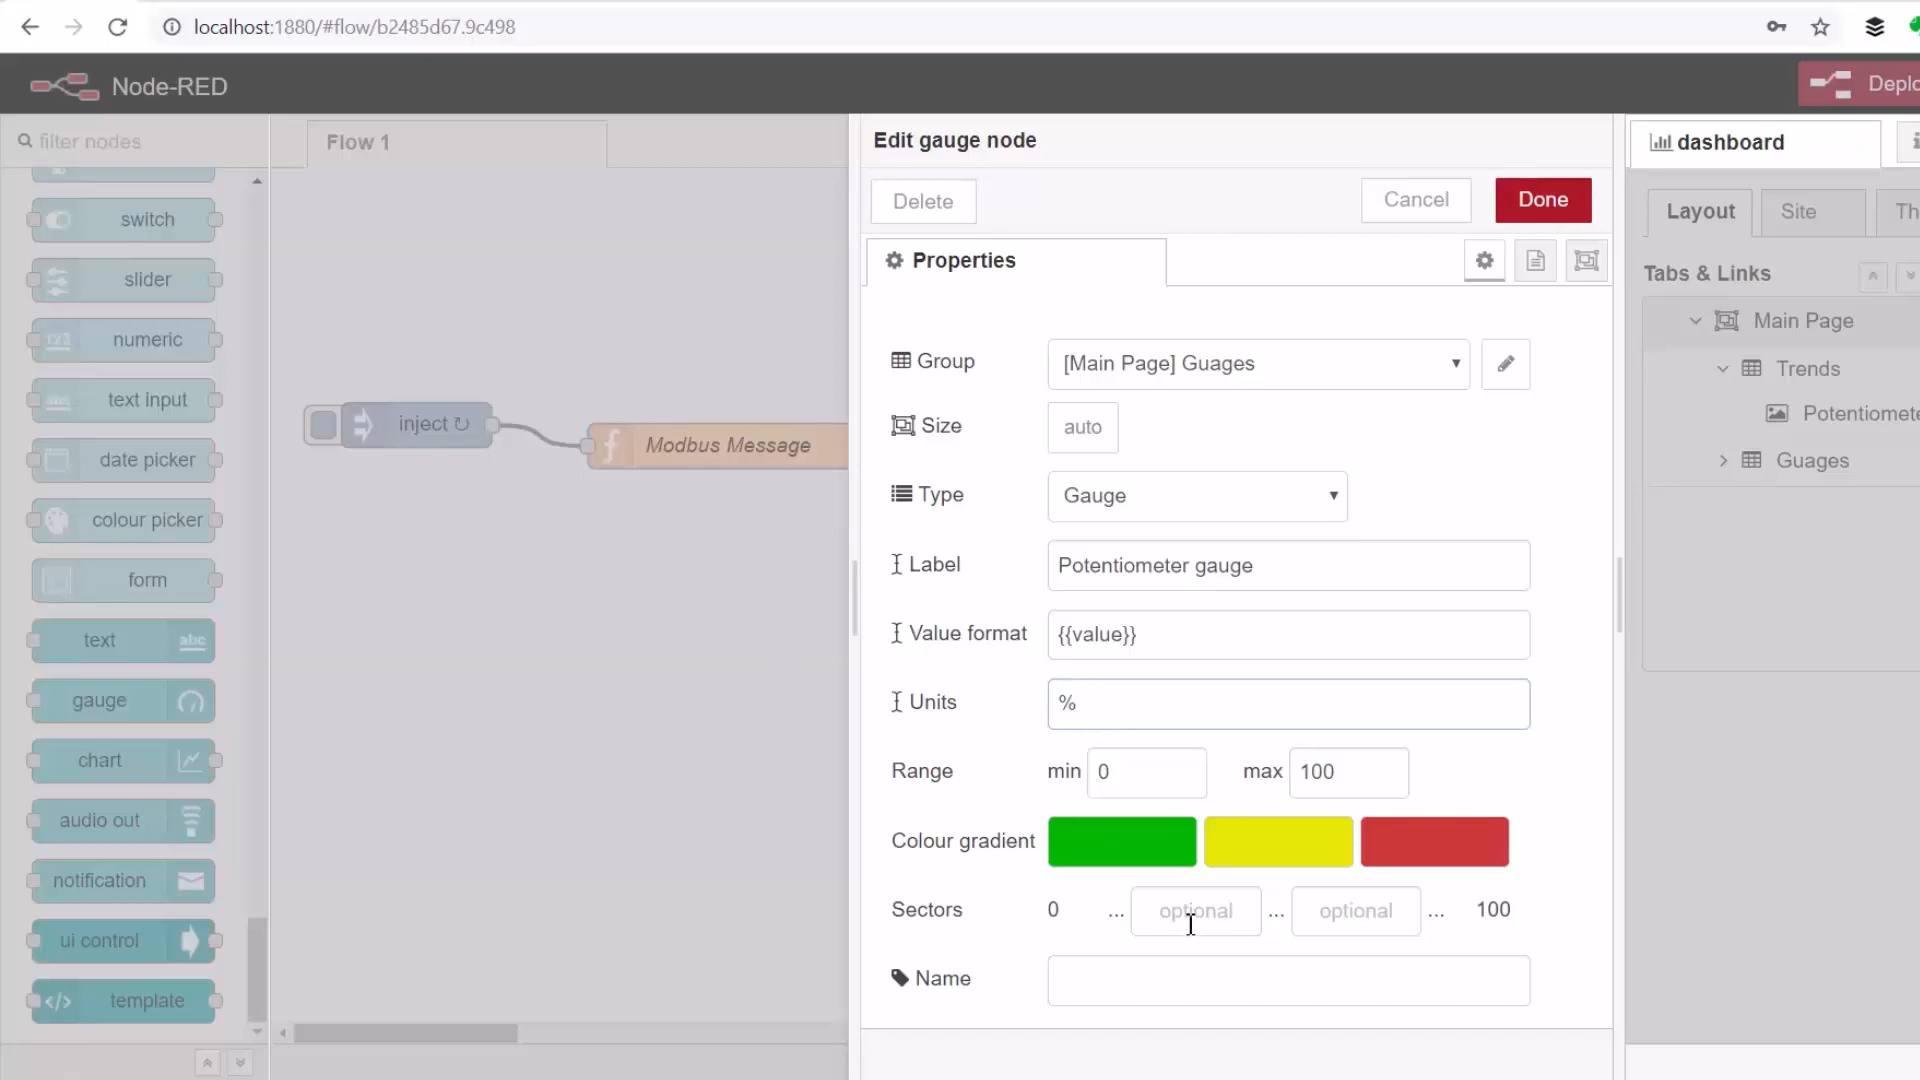 localhost:1880/#flow/b2485d67.9c498
Node-RED
Deplo
filter nodes
Flow 1
Edit gauge node
dashboard
Delete
Cancel
Done
Layout
Site
Th
Properties
Tabs & Links
switch
slider
numeric
text input
date picker
colour picker
form
text
abc
gauge
chart
audio out
notification
ui control
template
inject ↻
Modbus Message
Group
[Main Page] Guages
Size
auto
Type
Gauge
Label
Potentiometer gauge
Value format
{{value}}
Units
%
Range
min 0
max 100
Colour gradient
Sectors
0 ... optional ... optional ... 100
Name
Main Page
Trends
Potentiomete
Guages